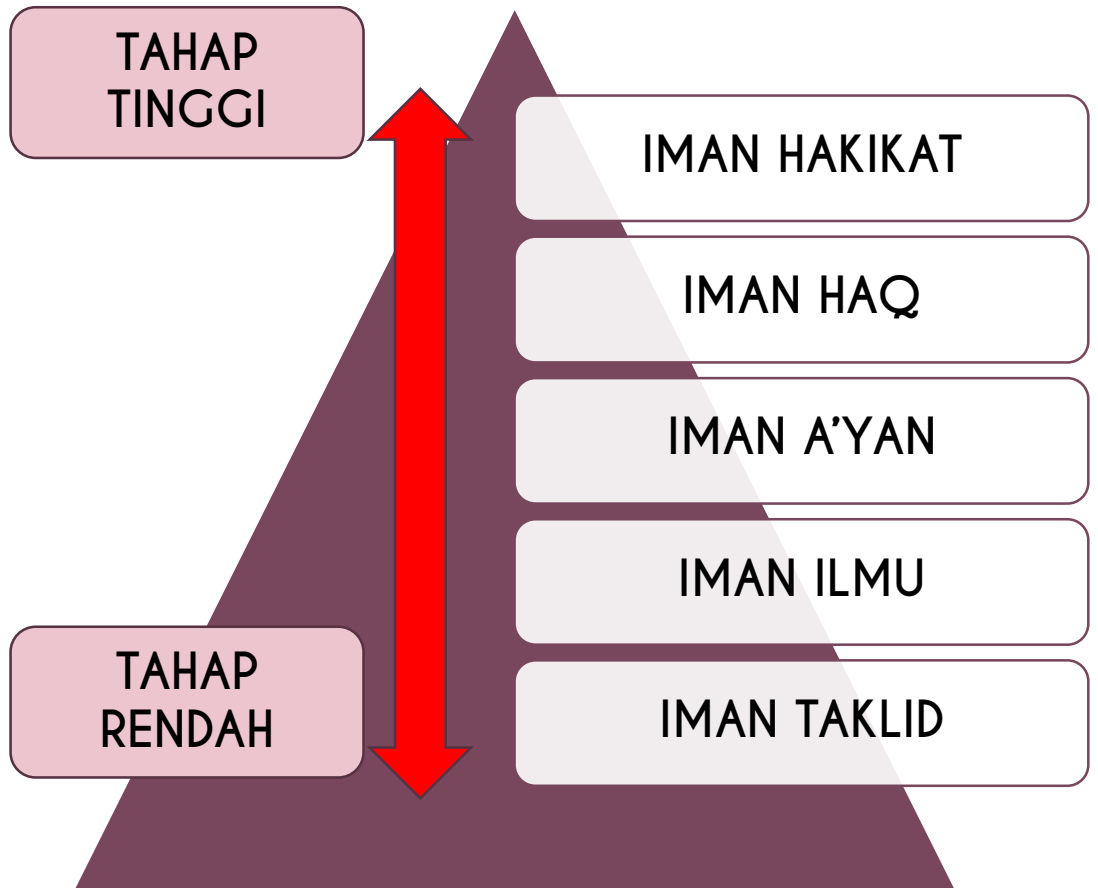 TAHAP
TINGGI
IMAN HAKIKAT
IMAN HAQ
IMAN A’YAN
IMAN ILMU
TAHAP
RENDAH
IMAN TAKLID